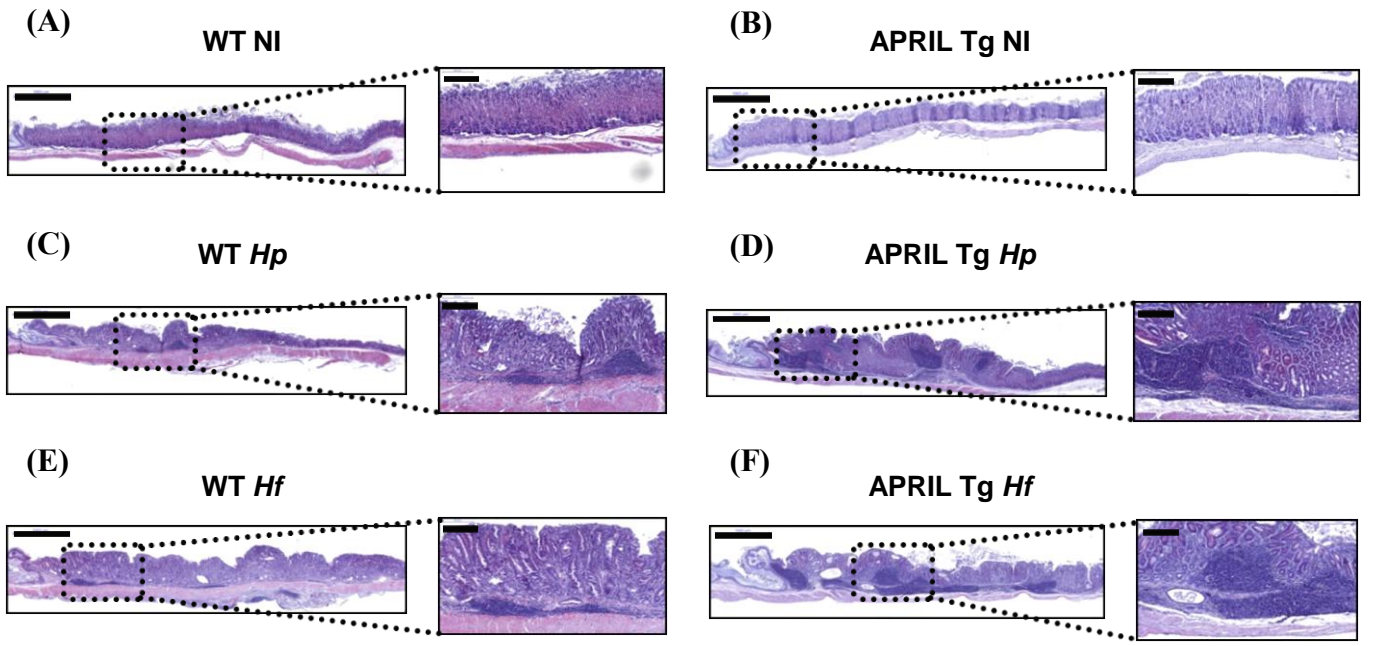 (A)
WT NI
(B)
APRIL Tg NI
(C)
WT Hp
(D)
APRIL Tg Hp
(E)
WT Hf
(F)
APRIL Tg Hf